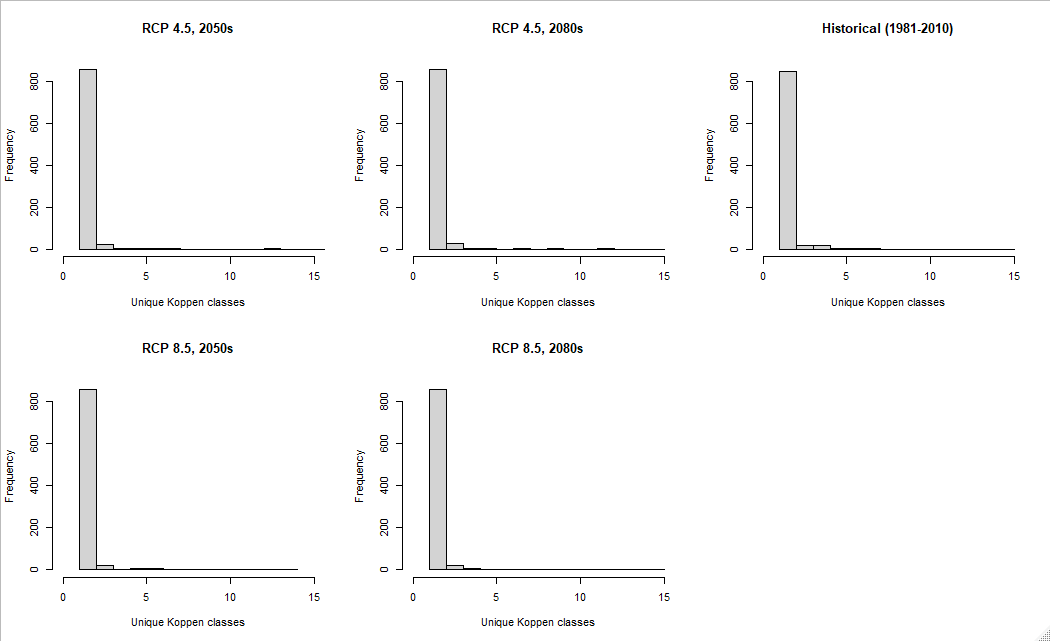 RCP 4.5, 2050s
RCP 4.5, 2080s
Historical (1981-2010)
Frequency
0 200 400 600 800
0 5 10 15
Unique Koppen classes
Frequency
0 200 400 600 800
0 5 10 15
Unique Koppen classes
Frequency
0 200 400 600 800
0 5 10 15
Unique Koppen classes
RCP 8.5, 2050s
RCP 8.5, 2080s
Frequency
0 200 400 600 800
0 5 10 15
Unique Koppen classes
Frequency
0 200 400 600 800
0 5 10 15
Unique Koppen classes